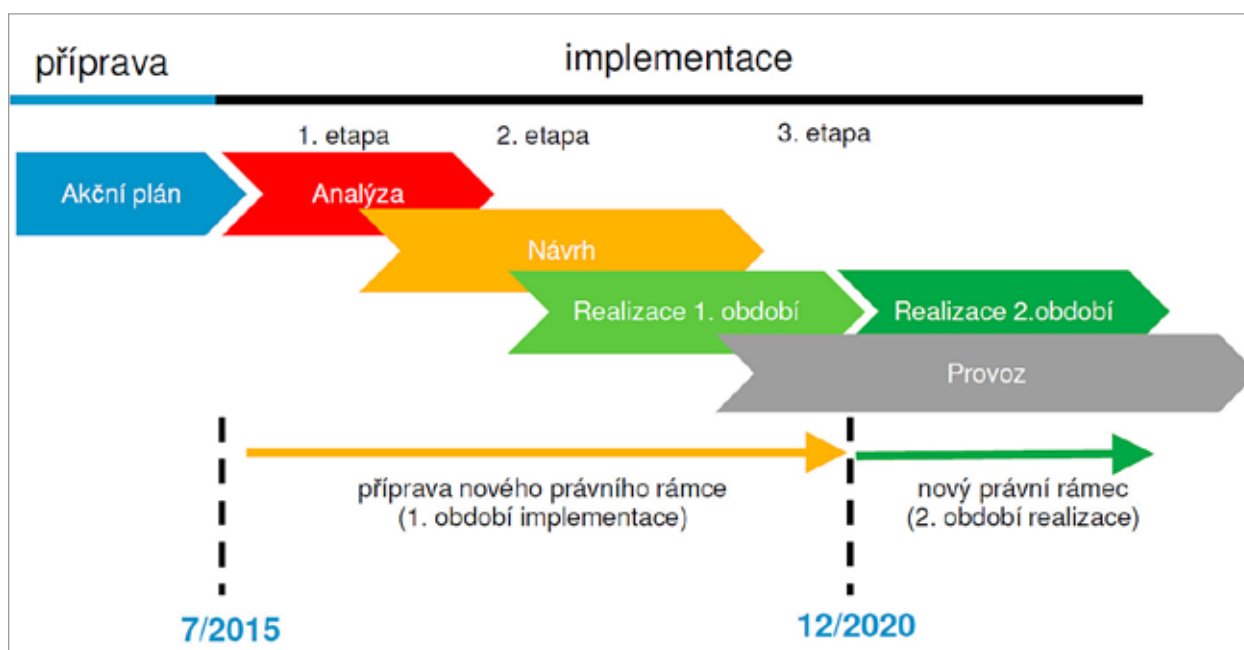 příprava
implementace
1. etapa
2. etapa
3. etapa
Akční plán
Analýza
Návrh
Realizace 1. období
Realizace 2.období
Provoz
příprava nového právního rámce
(1. období implementace)
nový právní rámec
(2. období realizace)
7/2015
12/2020